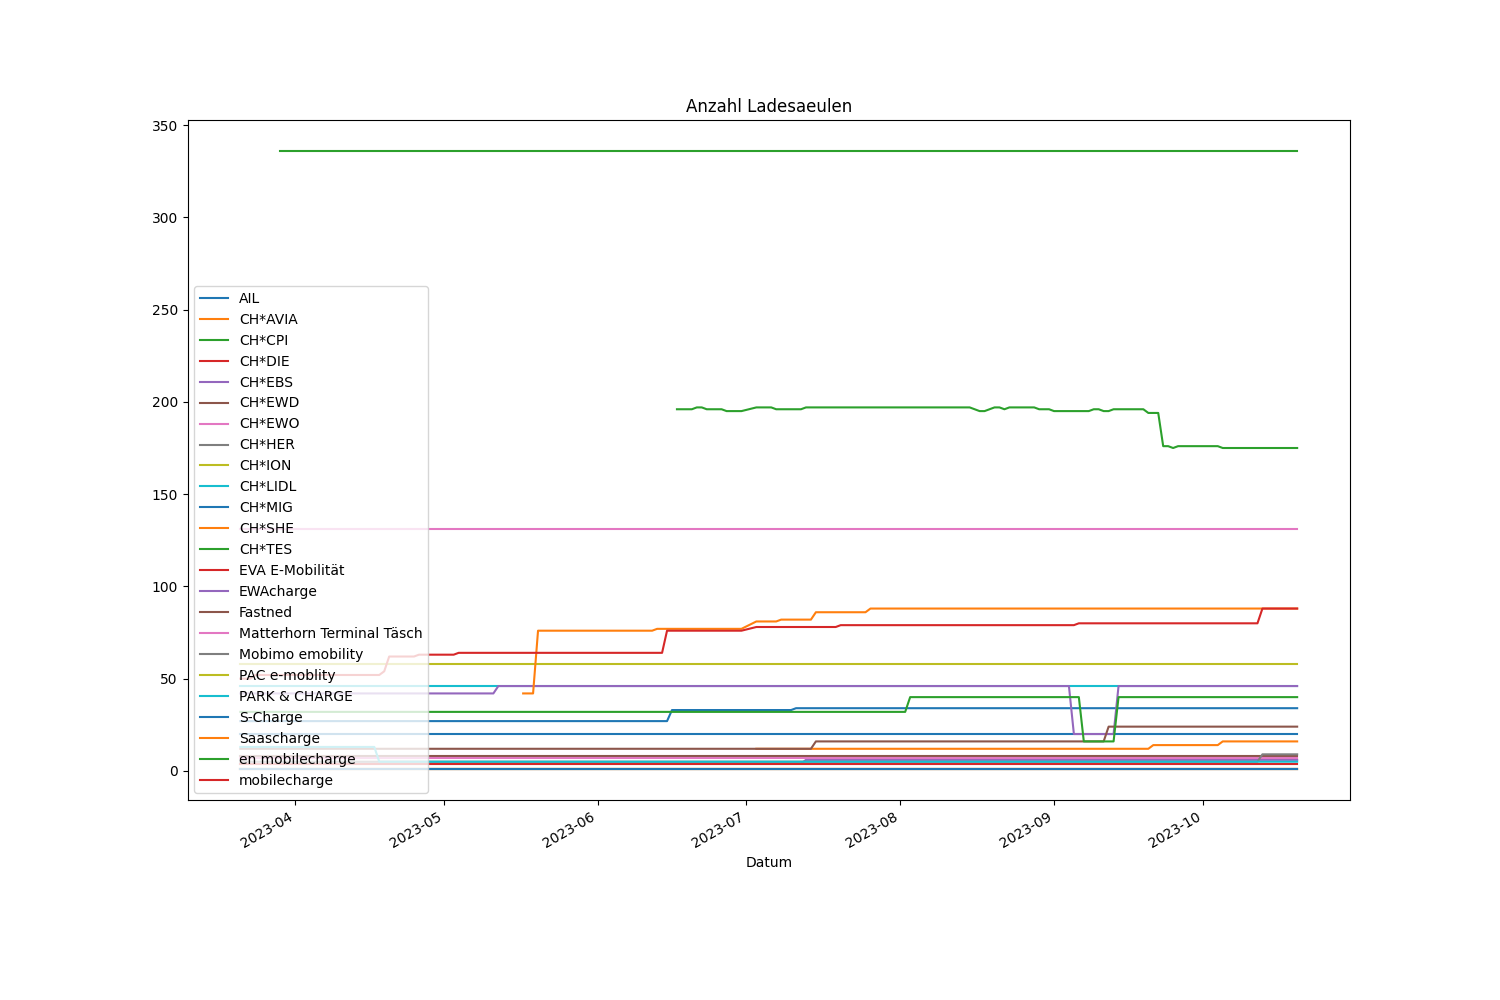 Anzahl Ladesaeulen
350
300
250
200
150
100
50
0
AIL
CH*AVIA
CH*CPI
CH*DIE
CH*EBS
CH*EWD
CH*EWO
CH*HER
CH*ION
CH*LIDL
CH*MIG
CH*SHE
CH*TES
EVA E-Mobilität
EWAcharge
Fastned
Matterhorn Terminal Täsch
Mobimo emobility
PAC e-moblity
PARK & CHARGE
S-Charge
Saascharge
en mobilecharge
mobilecharge
2023-04
2023-05
2023-06
2023-07
2023-08
2023-09
2023-10
Datum